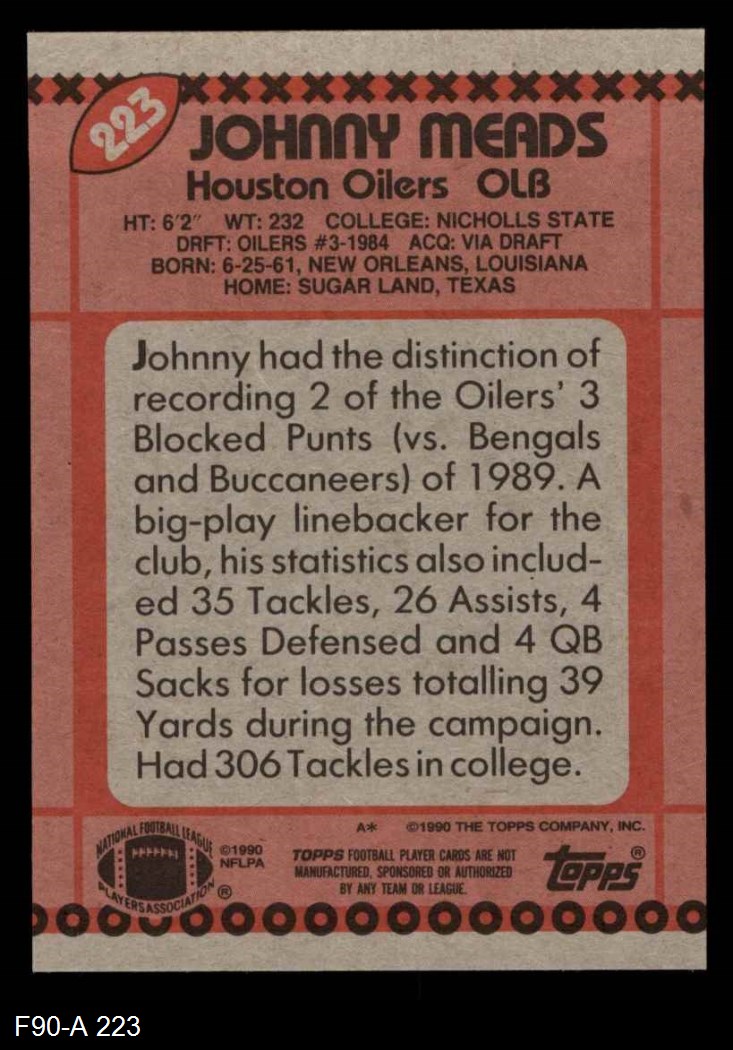 223
JOHNNY MEADS
Houston Oilers OLB
HT: 6'2" WT: 232 COLLEGE: NICHOLLS STATE
DRFT: OILERS #3-1984 ACQ: VIA DRAFT
BORN: 6-25-61, NEW ORLEANS, LOUISIANA
HOME: SUGAR LAND, TEXAS
Johnny had the distinction of
recording 2 of the Oilers' 3
Blocked Punts (vs. Bengals
and Buccaneers) of 1989. A
big-play linebacker for the
club, his statistics also includ-
ed 35 Tackles, 26 Assists, 4
Passes Defensed and 4 QB
Sacks for losses totalling 39
Yards during the campaign.
Had 306 Tackles in college.
A* ©1990 THE TOPPS COMPANY, INC.
NATIONAL FOOTBALL LEAGUE
PLAYERS ASSOCIATION ®
©1990
NFLPA
TOPPS FOOTBALL PLAYER CARDS ARE NOT
MANUFACTURED, SPONSORED OR AUTHORIZED
BY ANY TEAM OR LEAGUE.
Topps®
F90-A 223